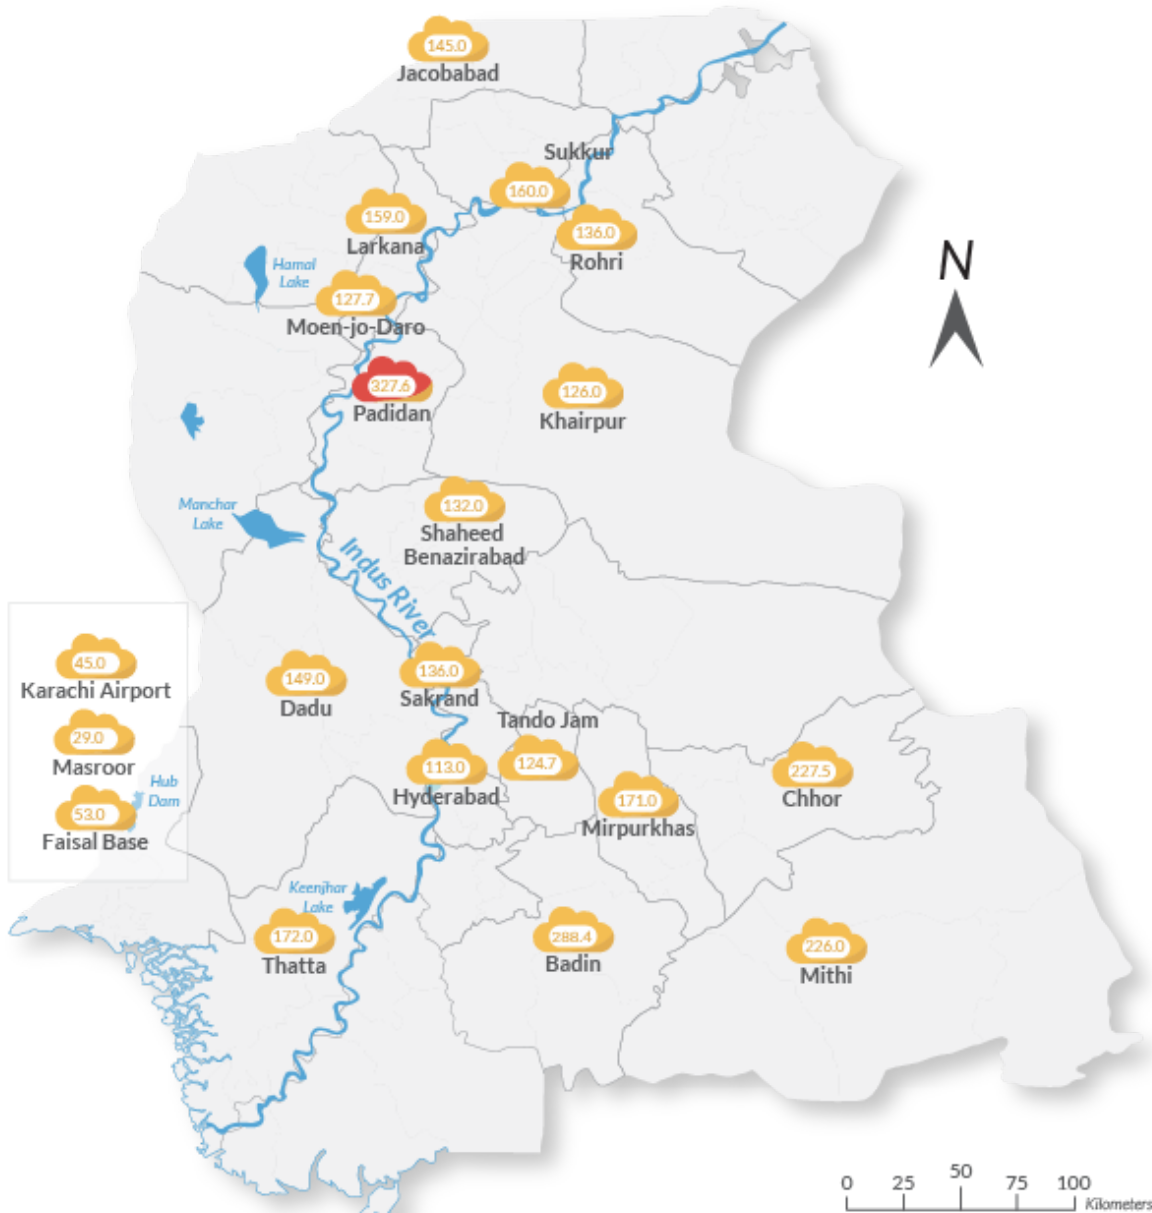 145.0
Jacobabad
Sukkur
160.0
159.0
Larkana
136.0
Rohri
Hamal
Lake
127.7
Moen-jo-Daro
N
327.6
Padidan
126.0
Khairpur
Manchar
Lake
132.0
Shaheed
Benazirabad
Indus River
45.0
Karachi Airport
29.0
Masroor
Hub
Dam
53.0
Faisal Base
149.0
Dadu
136.0
Sakrand
Tando Jam
124.7
113.0
Hyderabad
171.0
Mirpurkhas
227.5
Chhor
Keenjhar
Lake
172.0
Thatta
288.4
Badin
226.0
Mithi
0 25 50 75 100
Kilometers